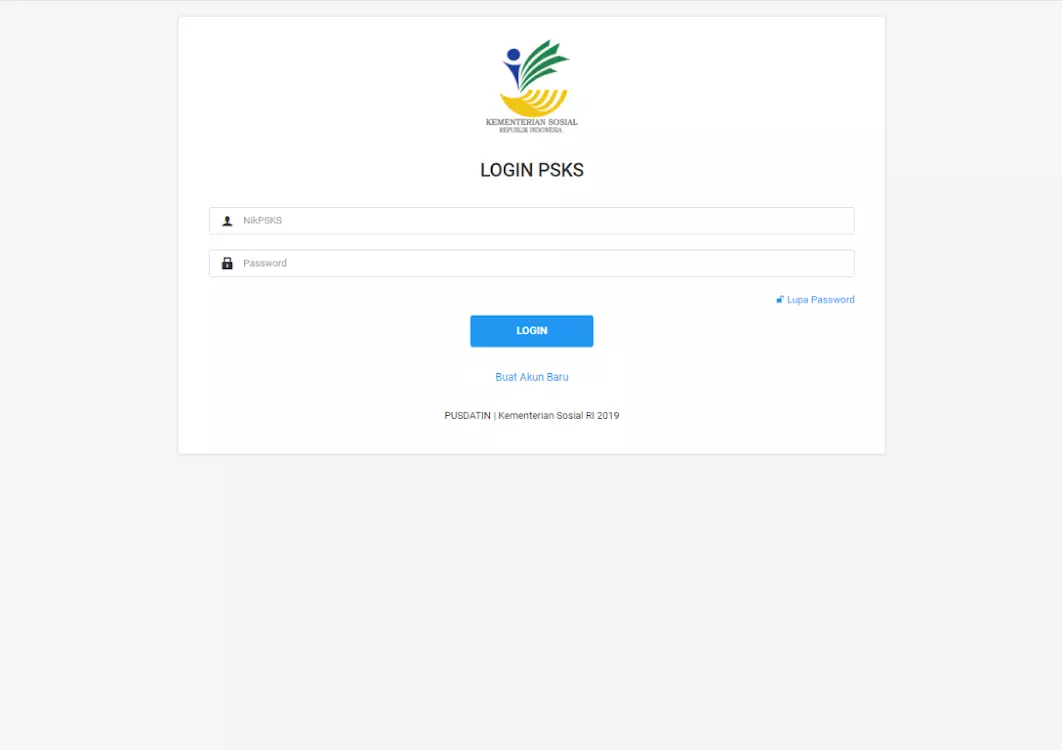 KEMENTERIAN SOSIAL
REPUBLIK INDONESIA
LOGIN PSKS
NikPSKS
Password
Lupa Password
LOGIN
Buat Akun Baru
PUSDATIN | Kementerian Sosial RI 2019